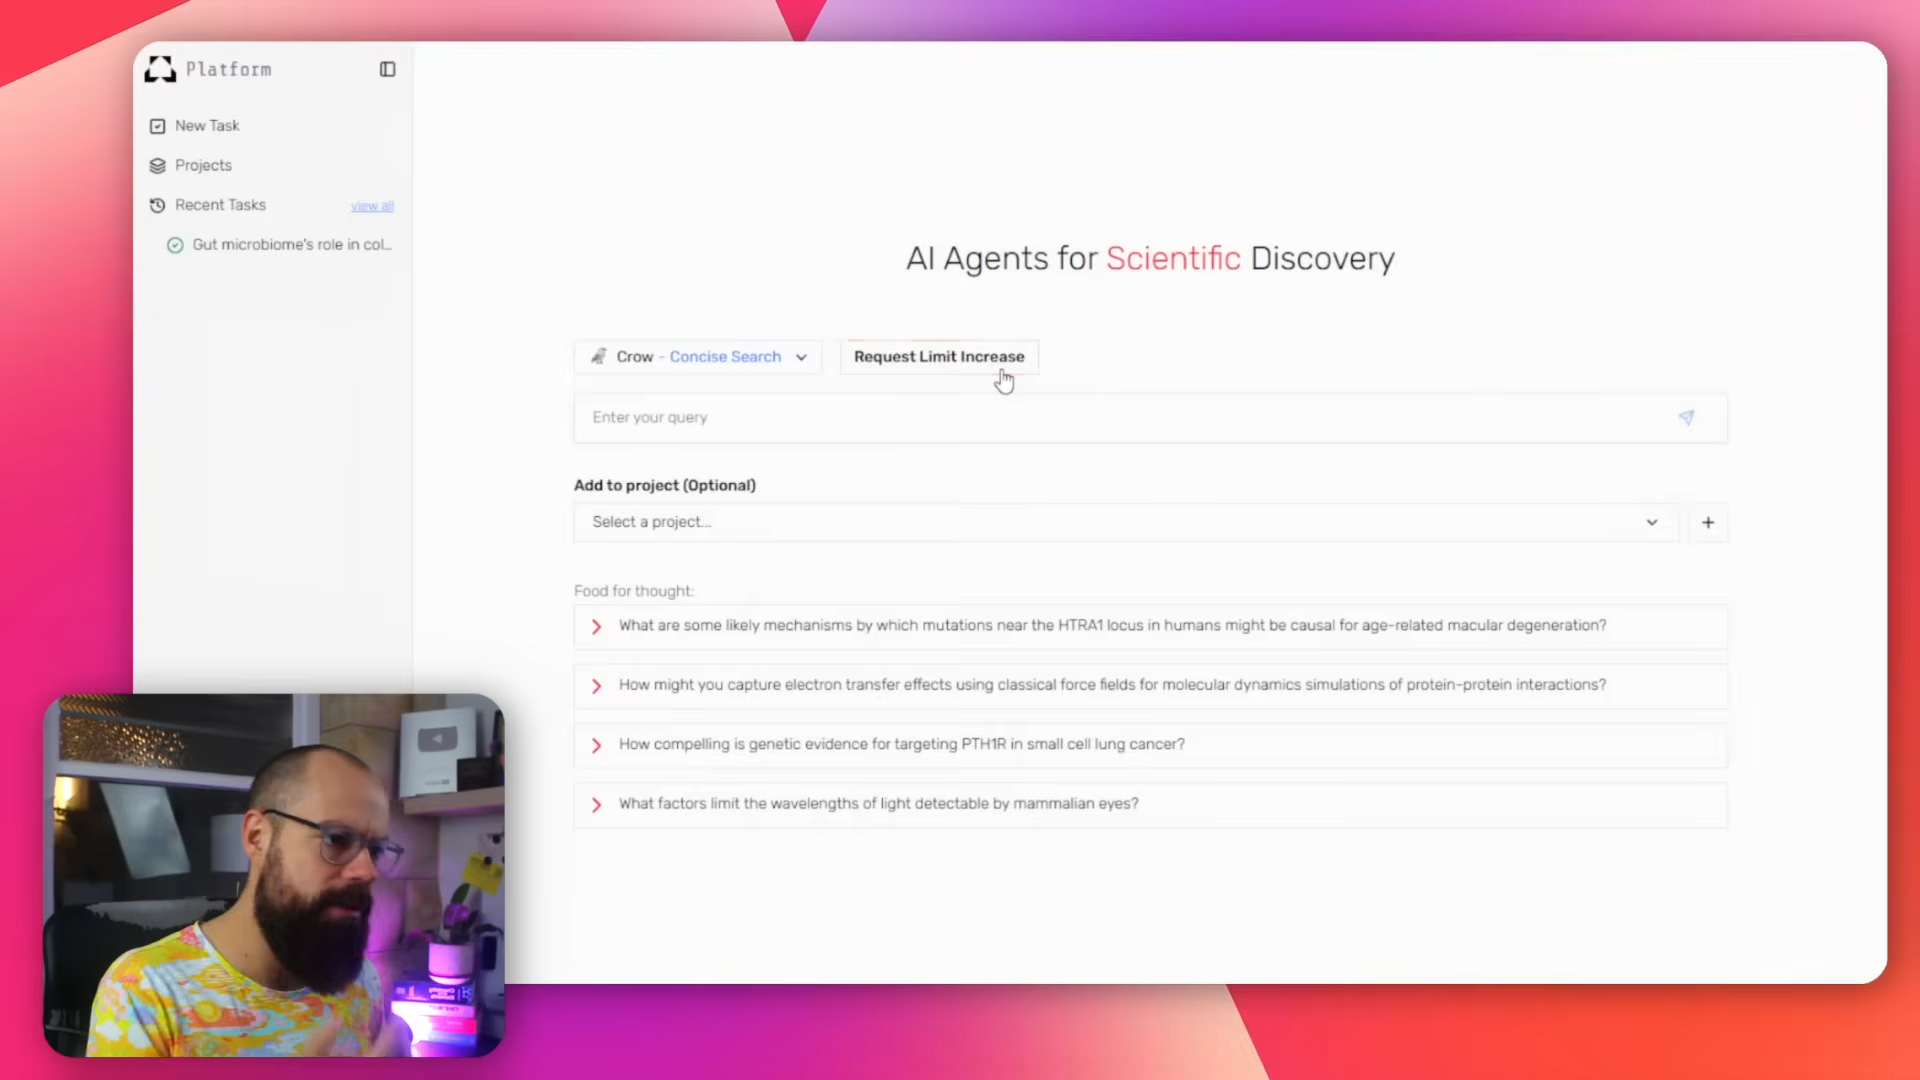 Platform
New Task
Projects
Recent Tasks view all
Gut microbiome's role in col...
AI Agents for Scientific Discovery
Crow - Concise Search
Request Limit Increase
Enter your query
Add to project (Optional)
Select a project...
Food for thought:
What are some likely mechanisms by which mutations near the HTRA1 locus in humans might be causal for age-related macular degeneration?
How might you capture electron transfer effects using classical force fields for molecular dynamics simulations of protein-protein interactions?
How compelling is genetic evidence for targeting PTH1R in small cell lung cancer?
What factors limit the wavelengths of light detectable by mammalian eyes?